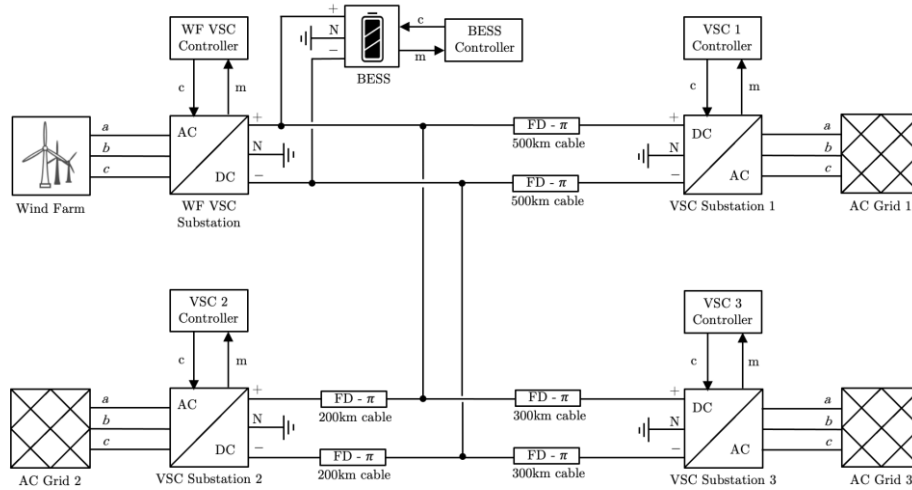 WF VSC
Controller
c
m
+
N
−
BESS
c
m
BESS
Controller
VSC 1
Controller
c
m
Wind Farm
a
b
c
AC
DC
WF VSC
Substation
+
N
−
FD - π
500km cable
FD - π
500km cable
+
N
−
DC
AC
VSC Substation 1
a
b
c
AC Grid 1
VSC 2
Controller
c
m
VSC 3
Controller
c
m
AC Grid 2
a
b
c
AC
DC
VSC Substation 2
+
N
−
FD - π
200km cable
FD - π
200km cable
FD - π
300km cable
FD - π
300km cable
+
N
−
DC
AC
VSC Substation 3
a
b
c
AC Grid 3